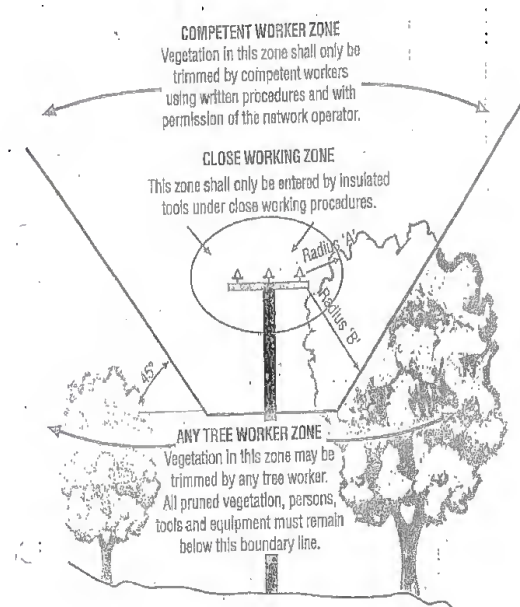 COMPETENT WORKER ZONE
Vegetation in this zone shall only be
trimmed by competent workers
using written procedures and with
permission of the network operator.
CLOSE WORKING ZONE
This zone shall only be entered by insulated
tools under close working procedures.
Radius 'A'
Radius 'B'
45°
ANY TREE WORKER ZONE
Vegetation in this zone may be
trimmed by any tree worker.
All pruned vegetation, persons,
tools and equipment must remain
below this boundary line.